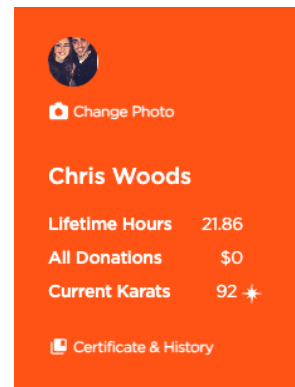 Change Photo
Chris Woods
Lifetime Hours 21.86
All Donations $0
Current Karats 92
Certificate & History